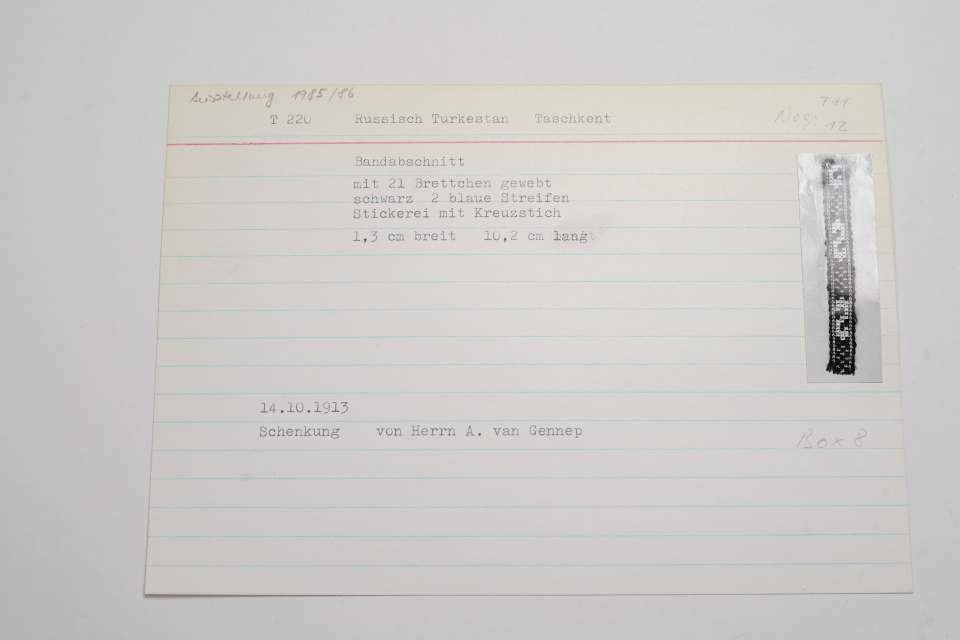 Ausstellung 1985/86
T 11
T 220 Russisch Turkestan Taschkent
12
Bandabschnitt
mit 21 Brettchen gewebt
schwarz 2 blaue Streifen
Stickerei mit Kreuzstich
1,3 cm breit 10,2 cm lang
14.10.1913
Schenkung von Herrn A. van Gennep
Box 8